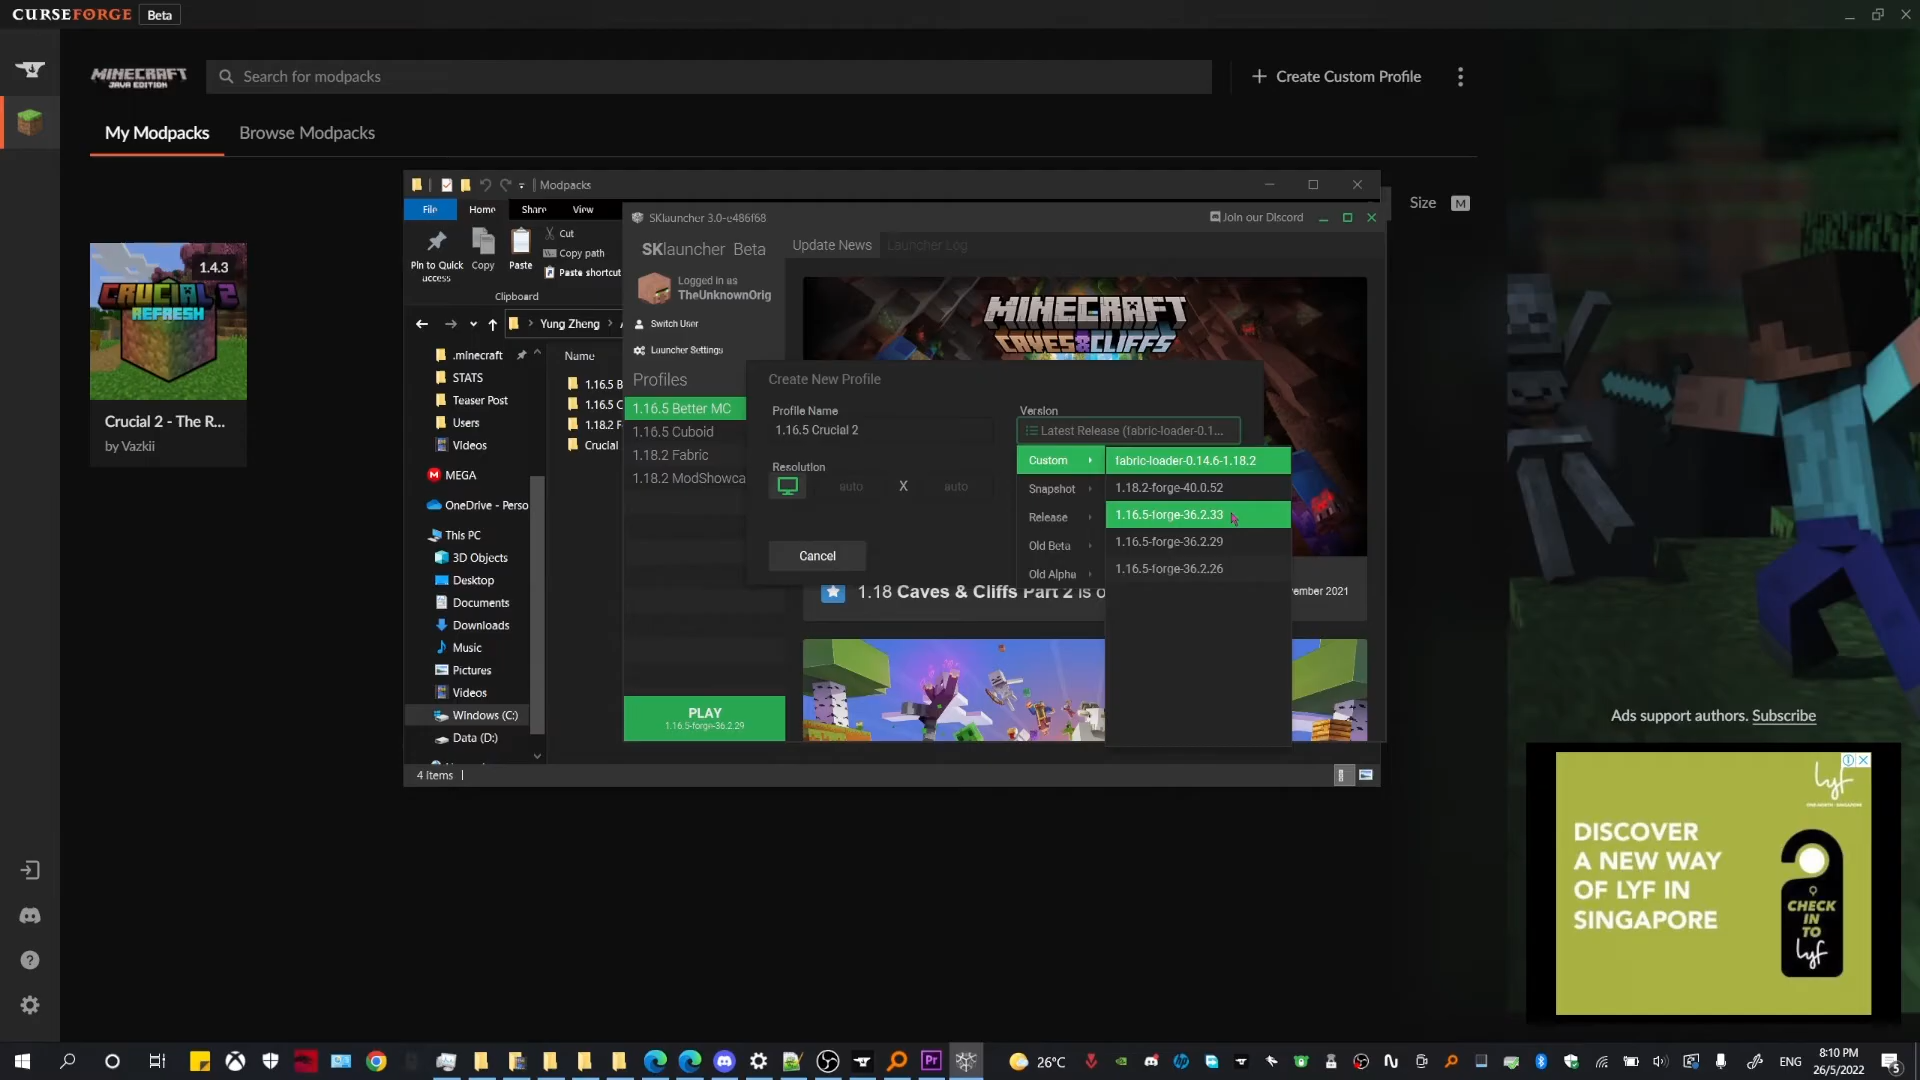 CURSEFORGE Beta
MINECRAFT
JAVA EDITION
Search for modpacks
Create Custom Profile
My Modpacks
Browse Modpacks
Size M
1.4.3
CRUCIAL 2
REFRESH
Crucial 2 - The R...
by Vazkii
Modpacks
File
Home
Share
View
Pin to Quick
access
Copy
Paste
Cut
Copy path
Paste shortcut
Clipboard
Yung Zheng
Name
.minecraft
STATS
Teaser Post
Users
Videos
MEGA
OneDrive - Perso
This PC
3D Objects
Desktop
Documents
Downloads
Music
Pictures
Videos
Windows (C:)
Data (D:)
1.16.5 B
1.16.5 C
1.18.2 F
Crucial
4 items
SKlauncher 3.0-e486f68
Join our Discord
SKlauncher Beta
Update News
Launcher Log
Logged in as
TheUnknownOrig
Switch User
Launcher Settings
Profiles
1.16.5 Better MC
1.16.5 Cuboid
1.18.2 Fabric
1.18.2 ModShowca
PLAY
1.16.5-forge-36.2.29
MINECRAFT
CAVES & CLIFFS
Create New Profile
Profile Name
1.16.5 Crucial 2
Version
Latest Release (fabric-loader-0.1...
Resolution
auto X auto
Cancel
Custom
Snapshot
Release
Old Beta
Old Alpha
fabric-loader-0.14.6-1.18.2
1.18.2-forge-40.0.52
1.16.5-forge-36.2.33
1.16.5-forge-36.2.29
1.16.5-forge-36.2.26
1.18 Caves & Cliffs Part 2 is o
ember 2021
Ads support authors. Subscribe
lyf
DISCOVER
A NEW WAY
OF LYF IN
SINGAPORE
CHECK
IN TO
lyf
Pr
26°C
ENG
8:10 PM
26/5/2022
5